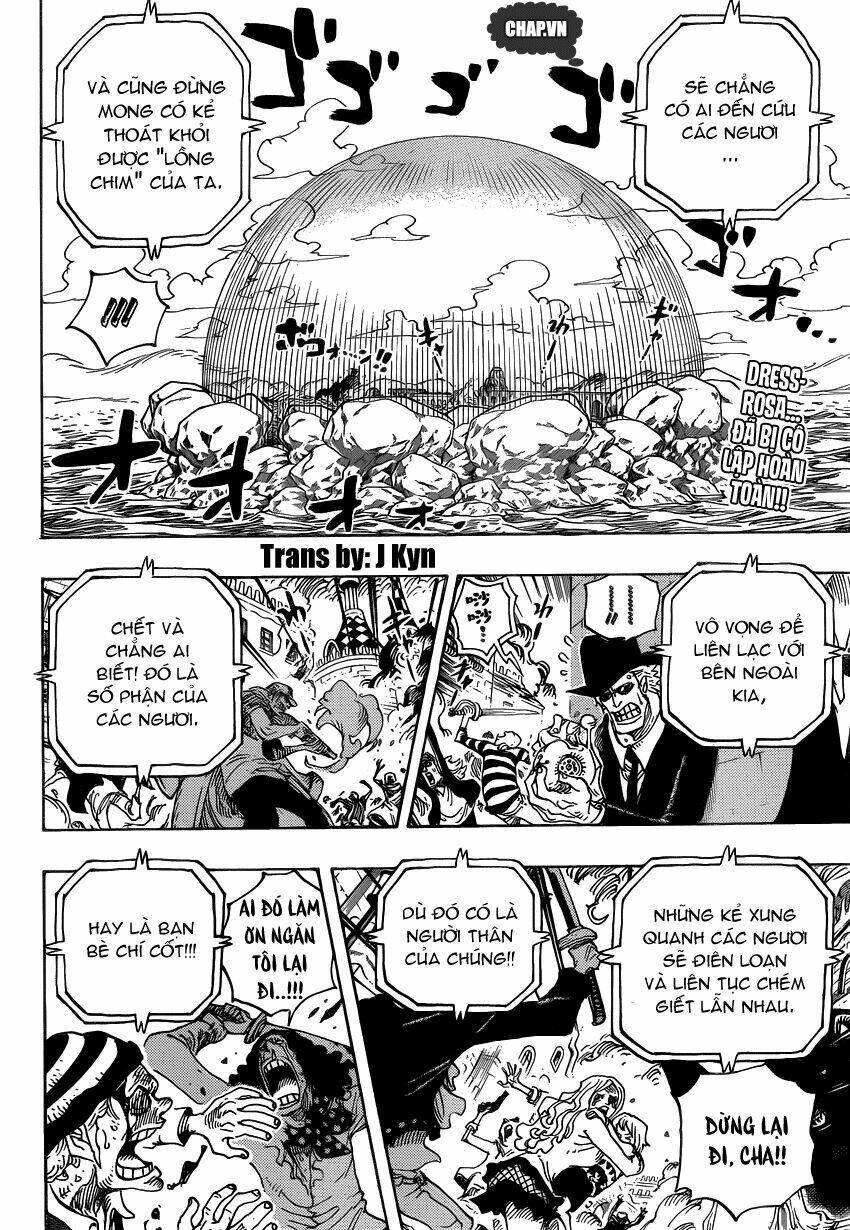 CHAP.VN
SẼ CHẲNG
CÓ AI ĐẾN CỨU
CÁC NGƯƠI
...
VÀ CŨNG ĐỪNG
MONG CÓ KẺ
THOÁT KHỎI
ĐƯỢC "LỒNG
CHIM" CỦA TA.
!!!
ゴゴゴゴゴ
DRESS-
ROSA...
ĐÃ BỊ CÔ
LẬP HOÀN
TOÀN!!
Trans by: J Kyn
VÔ VỌNG ĐỂ
LIÊN LẠC VỚI
BÊN NGOÀI
KIA,
CHẾT VÀ
CHẲNG AI
BIẾT! ĐÓ LÀ
SỐ PHẬN CỦA
CÁC NGƯƠI.
NHỮNG KẺ XUNG
QUANH CÁC NGƯƠI
SẼ ĐIÊN LOẠN
VÀ LIÊN TỤC CHÉM
GIẾT LẪN NHAU.
DỪNG LẠI
ĐI, CHA!!
DÙ ĐÓ CÓ LÀ
NGƯỜI THÂN
CỦA CHÚNG!!
AI ĐÓ LÀM
ƠN NGĂN
TÔI LẠI
ĐI..!!!
HAY LÀ BẠN
BÈ CHÍ CỐT!!!